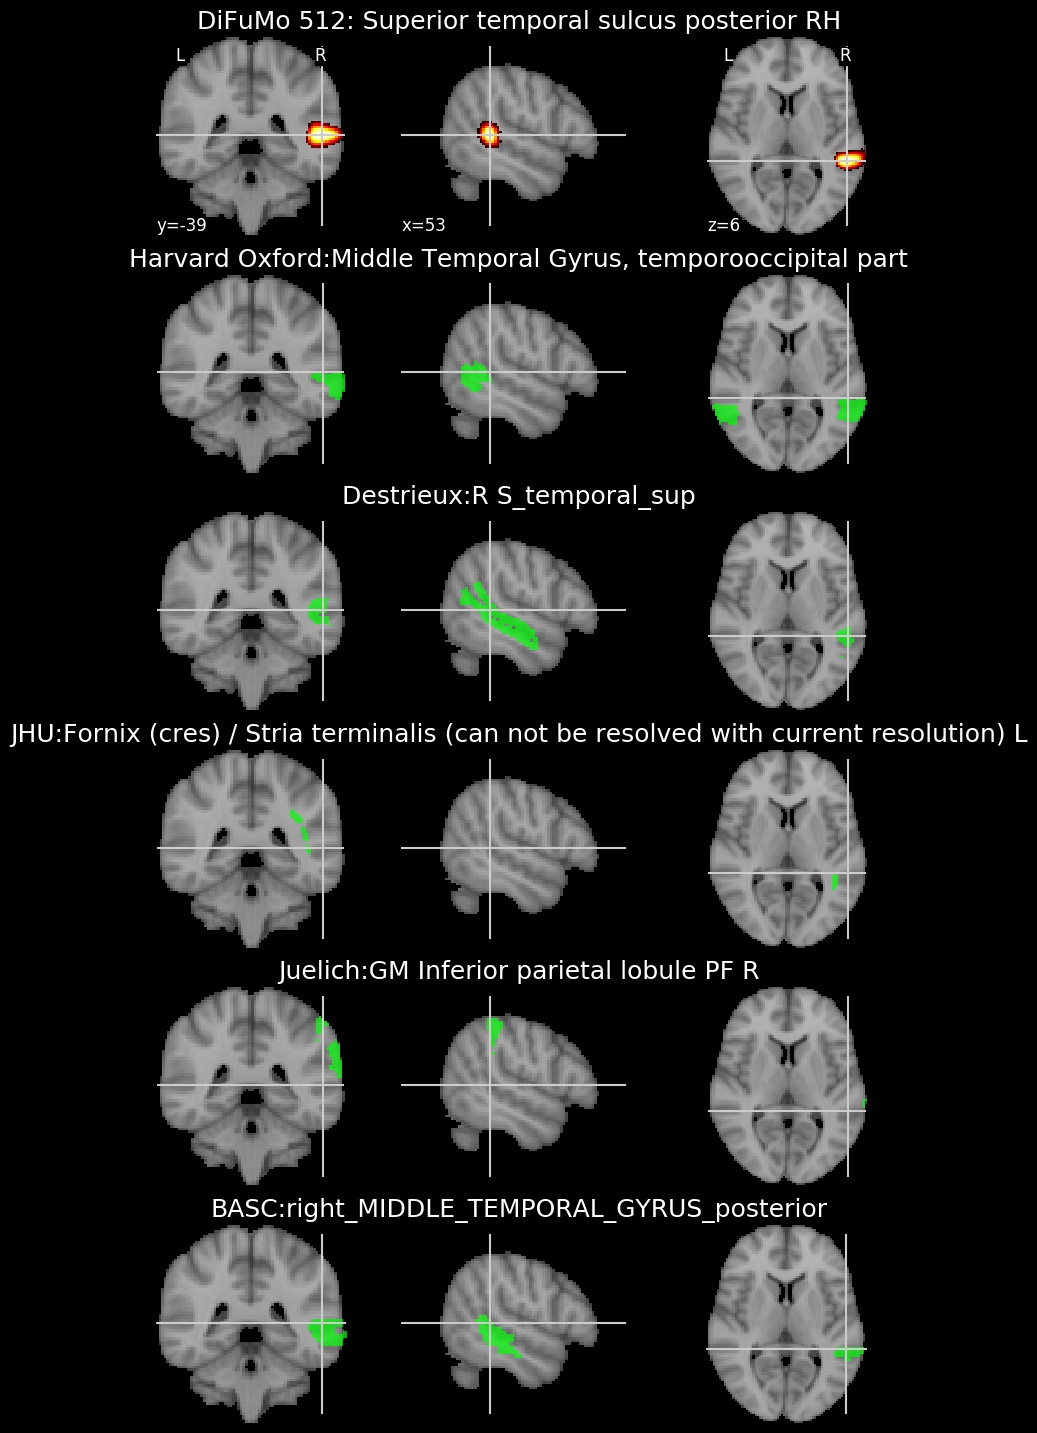 DiFuMo 512: Superior temporal sulcus posterior RH
L R L R
y=-39 x=53 z=6
Harvard Oxford:Middle Temporal Gyrus, temporooccipital part
Destrieux:R S_temporal_sup
JHU:Fornix (cres) / Stria terminalis (can not be resolved with current resolution) L
Juelich:GM Inferior parietal lobule PF R
BASC:right_MIDDLE_TEMPORAL_GYRUS_posterior